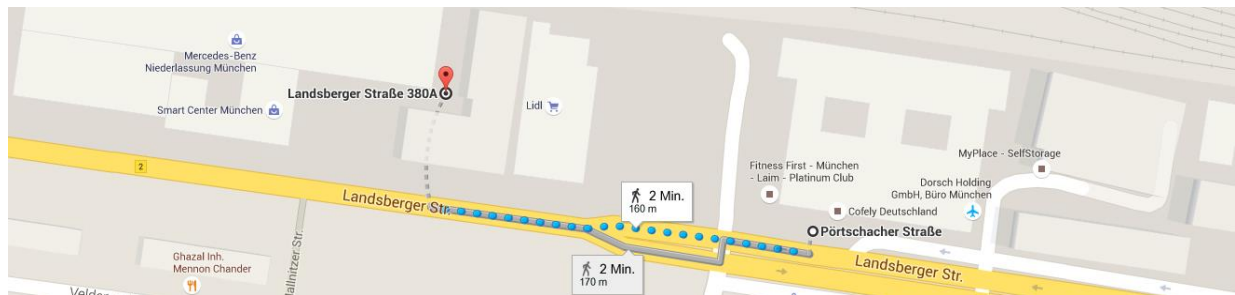 Mercedes-Benz
Niederlassung München
Landsberger Straße 380A
Smart Center München
Lidl
2
Landsberger Str.
Mallnitzer Str.
Ghazal Inh.
Mennon Chander
2 Min.
160 m
2 Min.
170 m
Fitness First - München
- Laim - Platinum Club
MyPlace - SelfStorage
Dorsch Holding
GmbH, Büro München
Cofely Deutschland
Pörtschacher Straße
Landsberger Str.